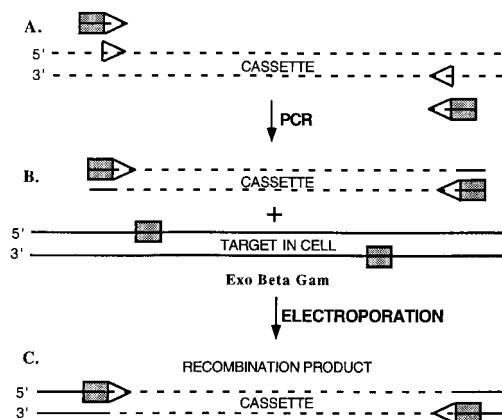 A.
5'
3'
CASSETTE
PCR
B.
CASSETTE
+
5'
3'
TARGET IN CELL
Exo Beta Gam
ELECTROPORATION
C.
RECOMBINATION PRODUCT
5'
3'
CASSETTE